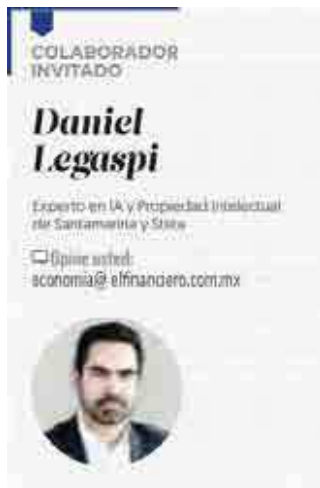 COLABORADOR
INVITADO
Daniel
Legaspi
Experto en IA y Propiedad Intelectual
de Santamarina y Steta
Opine usted:
economia@elfinanciero.com.mx